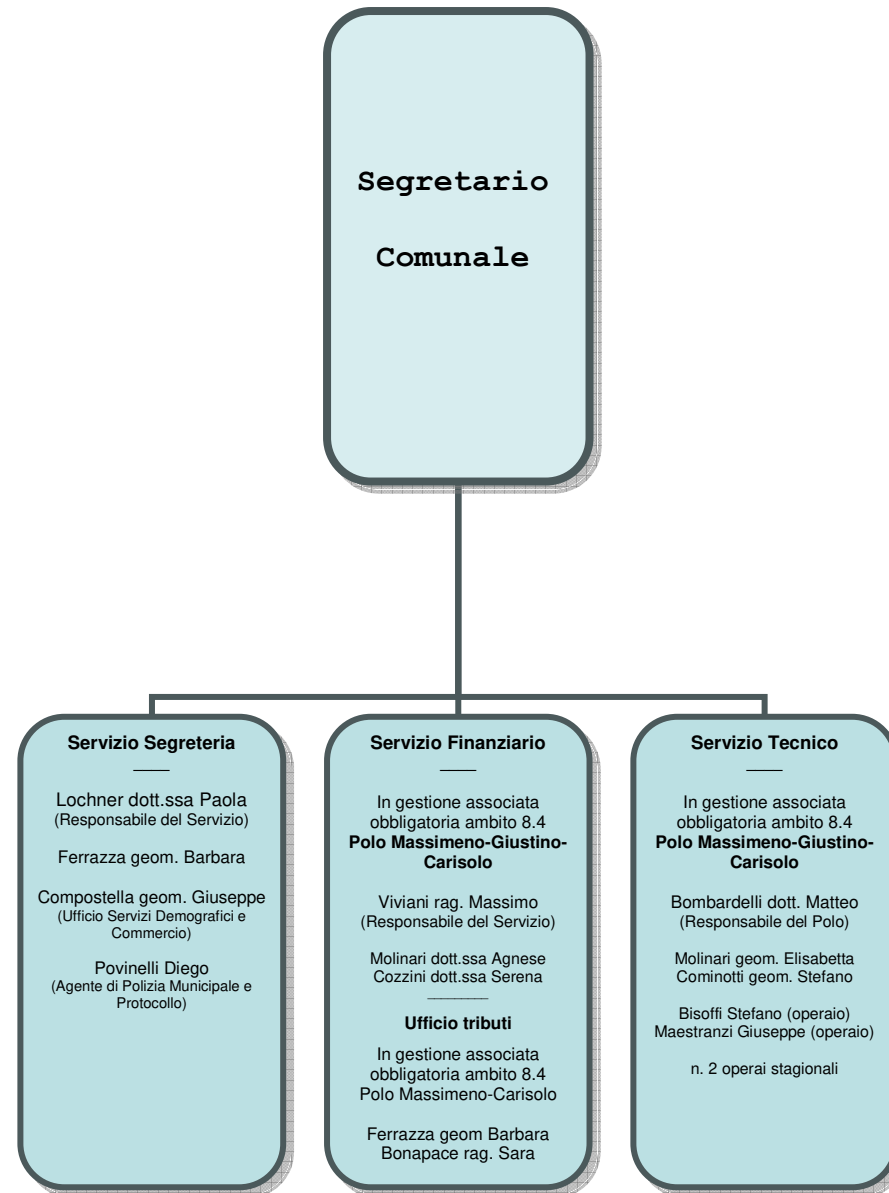 Segretario
Comunale
Servizio Segreteria
Lochner dott.ssa Paola
(Responsabile del Servizio)
Ferrazza geom. Barbara
Compostella geom. Giuseppe
(Ufficio Servizi Demografici e
Commercio)
Povinelli Diego
(Agente di Polizia Municipale e
Protocollo)
Servizio Finanziario
In gestione associata
obbligatoria ambito 8.4
Polo Massimeno-Giustino-
Carisolo
Viviani rag. Massimo
(Responsabile del Servizio)
Molinari dott.ssa Agnese
Cozzini dott.ssa Serena
Ufficio tributi
In gestione associata
obbligatoria ambito 8.4
Polo Massimeno-Carisolo
Ferrazza geom Barbara
Bonapace rag. Sara
Servizio Tecnico
In gestione associata
obbligatoria ambito 8.4
Polo Massimeno-Giustino-
Carisolo
Bombardelli dott. Matteo
(Responsabile del Polo)
Molinari geom. Elisabetta
Cominotti geom. Stefano
Bisoffi Stefano (operaio)
Maestranzi Giuseppe (operaio)
n. 2 operai stagionali